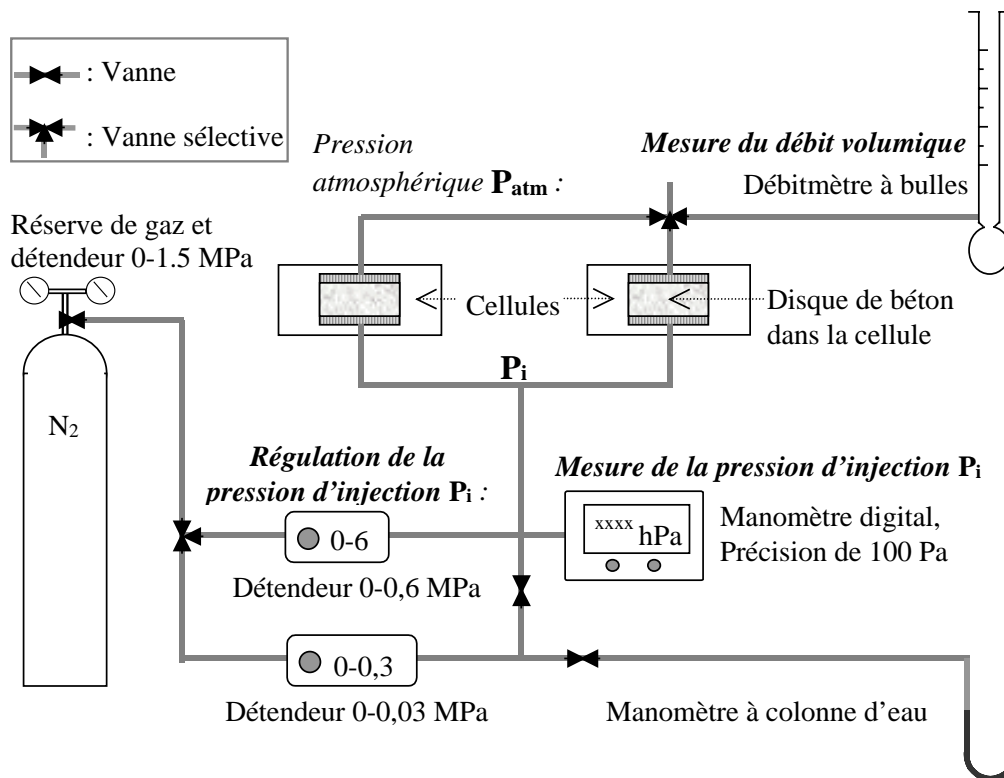 : Vanne
: Vanne sélective
Pression
atmosphérique Patm :
Mesure du débit volumique
Débitmètre à bulles
Réserve de gaz et
détendeur 0-1.5 MPa
Cellules
Disque de béton
dans la cellule
Pi
N2
Régulation de la
pression d’injection Pi :
Mesure de la pression d’injection Pi
0-6
xxxx hPa
Manomètre digital,
Précision de 100 Pa
Détendeur 0-0,6 MPa
0-0,3
Détendeur 0-0,03 MPa
Manomètre à colonne d’eau